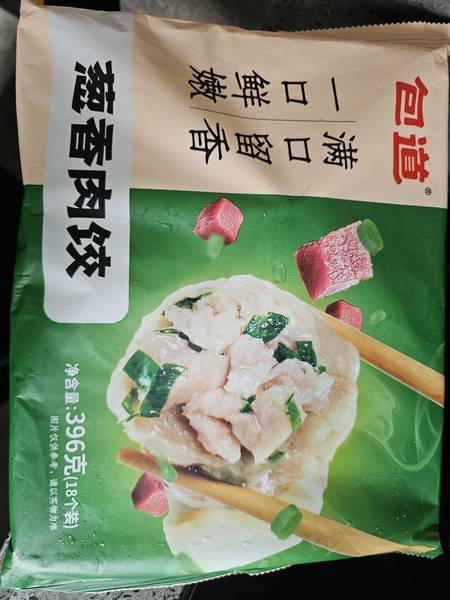 包道®
满口留香
一口鲜嫩
葱香肉饺
净含量:396克(18个装)
图片仅供参考，请以实物为准